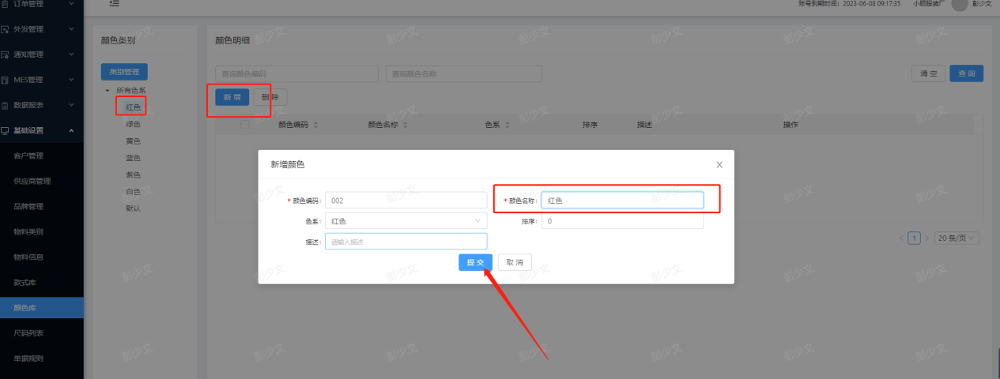 订单管理
账号到期时间：2023-06-08 09:17:35 小颖服装厂 彭少文
外发管理
通知管理
MES管理
数据报表
基础设置
客户管理
供应商管理
品牌管理
物料类别
物料信息
款式库
颜色库
尺码列表
单据规则
颜色类别
类别管理
所有色系
红色
绿色
黄色
蓝色
紫色
白色
默认
颜色明细
查询颜色编码 查询颜色名称 清空 查询
新增 删除
颜色编码 颜色名称 色系 排序 描述 操作
新增颜色
* 颜色编码: 002 * 颜色名称: 红色
色系: 红色 排序: 0
描述: 请输入描述
提交 取消
1 20 条/页
彭少文